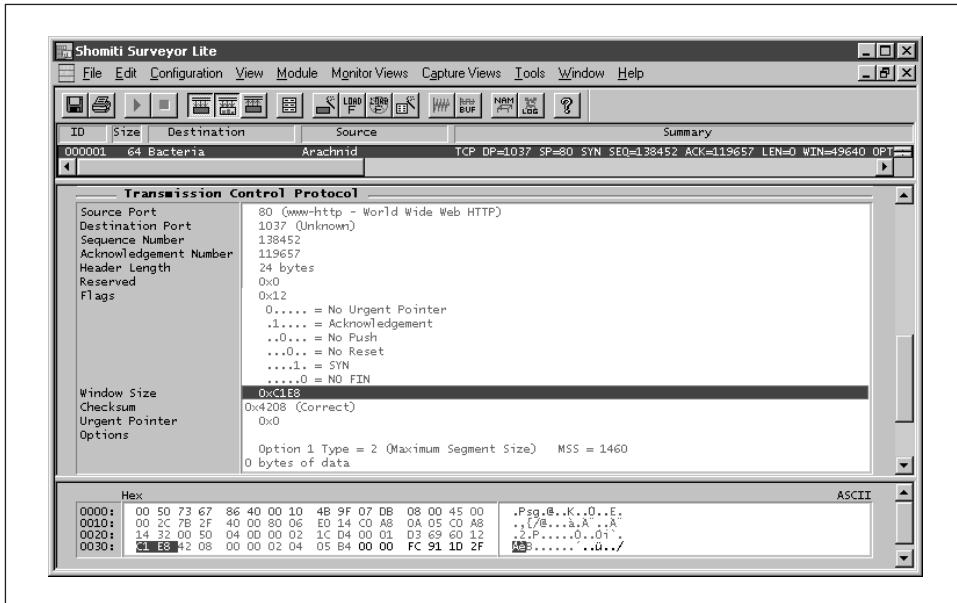 Shomiti Surveyor Lite
File Edit Configuration View Module Monitor Views Capture Views Tools Window Help
LOAD F LOAD BUF NAM LOG ?
ID Size Destination Source Summary
000001 64 Bacteria Arachnid TCP DP=1037 SP=80 SYN SEQ=138452 ACK=119657 LEN=0 WIN=49640 OPT
Transmission Control Protocol
Source Port 80 (www-http - World Wide Web HTTP)
Destination Port 1037 (Unknown)
Sequence Number 138452
Acknowledgement Number 119657
Header Length 24 bytes
Reserved 0x0
Flags 0x12
0..... = No Urgent Pointer
.1.... = Acknowledgement
..0... = No Push
...0.. = No Reset
....1. = SYN
.....0 = NO FIN
Window Size 0xC1E8
Checksum 0x4208 (Correct)
Urgent Pointer 0x0
Options
Option 1 Type = 2 (Maximum Segment Size) MSS = 1460
0 bytes of data
Hex ASCII
0000: 00 50 73 67 86 40 00 10 4B 9F 07 DB 08 00 45 00 .Psg.@..K..Û..E.
0010: 00 2C 7B 2F 40 00 80 06 E0 14 C0 A8 0A 05 C0 A8 .,{/@...à.À¨..À¨
0020: 14 32 00 50 04 0D 00 02 1C D4 00 01 D3 69 60 12 .2.P.....Ô..Ói`.
0030: C1 E8 42 08 00 00 02 04 05 B4 00 00 FC 91 1D 2F ÁèB......´..ü../